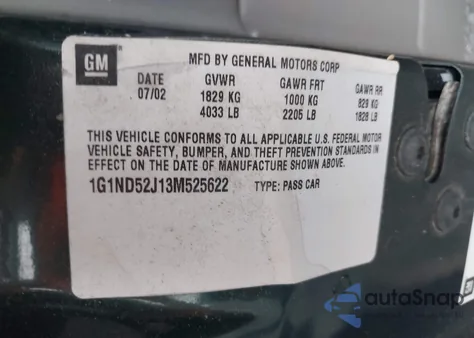 GM
MFD BY GENERAL MOTORS CORP
DATE GVWR GAWR FRT GAWR RR
07/02 1829 KG 1000 KG 829 KG
4033 LB 2205 LB 1828 LB
THIS VEHICLE CONFORMS TO ALL APPLICABLE U.S. FEDERAL MOTOR
VEHICLE SAFETY, BUMPER, AND THEFT PREVENTION STANDARDS IN
EFFECT ON THE DATE OF MANUFACTURE SHOWN ABOVE.
1G1ND52J13M525622 TYPE: PASS CAR
autoSnap